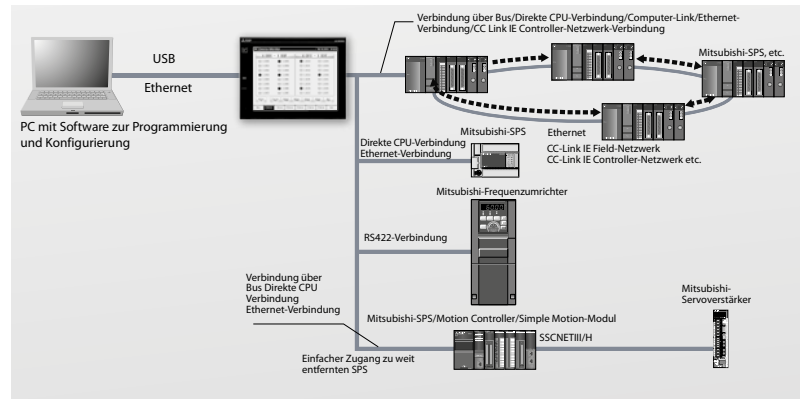 Verbindung über Bus/Direkte CPU-Verbindung/Computer-Link/Ethernet-
Verbindung/CC Link IE Controller-Netzwerk-Verbindung
USB
Ethernet
PC mit Software zur Programmierung
und Konfigurierung
Mitsubishi-SPS, etc.
Ethernet
CC-Link IE Field-Netzwerk
CC-Link IE Controller-Netzwerk etc.
Direkte CPU-Verbindung
Ethernet-Verbindung
Mitsubishi-SPS
Mitsubishi-Frequenzumrichter
RS422-Verbindung
Verbindung über
Bus Direkte CPU
Verbindung
Ethernet-Verbindung
Mitsubishi-SPS/Motion Controller/Simple Motion-Modul
SSCNETIII/H
Mitsubishi-
Servoverstärker
Einfacher Zugang zu weit
entfernten SPS